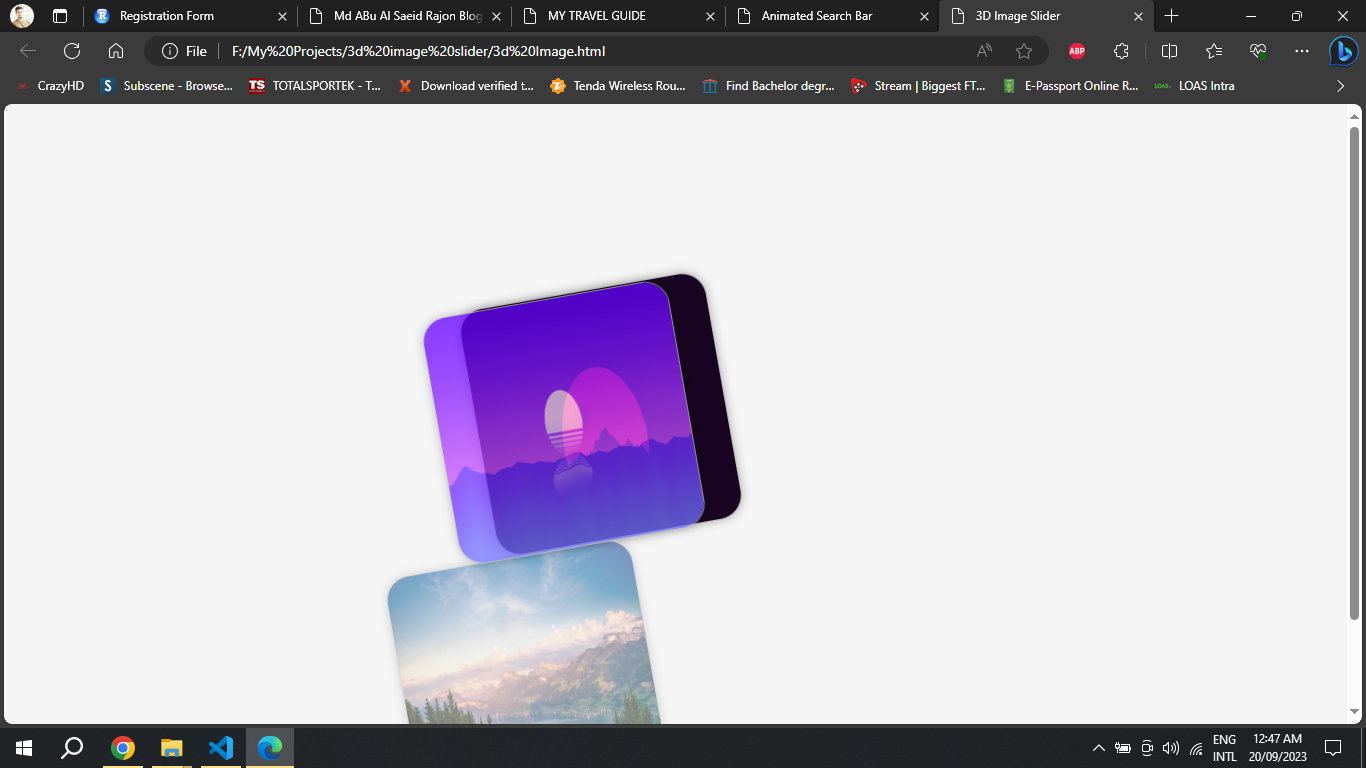 Registration Form
Md ABu Al Saeid Rajon Blog
MY TRAVEL GUIDE
Animated Search Bar
3D Image Slider
File
F:/My%20Projects/3d%20image%20slider/3d%20Image.html
ABP
CrazyHD
Subscene - Browse...
TOTALSPORTEK - T...
Download verified t...
Tenda Wireless Rou...
Find Bachelor degr...
Stream | Biggest FT...
E-Passport Online R...
LOAS Intra
ENG
INTL
12:47 AM
20/09/2023